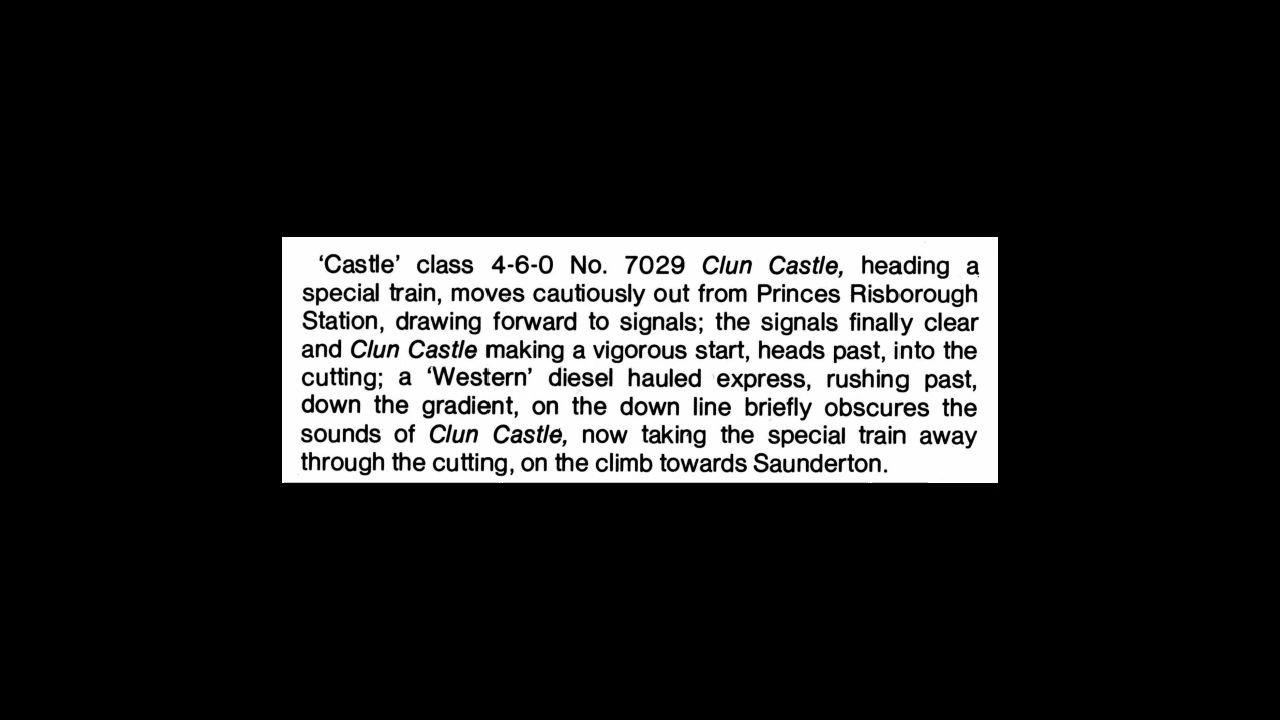 ‘Castle’ class 4-6-0 No. 7029 Clun Castle, heading a
special train, moves cautiously out from Princes Risborough
Station, drawing forward to signals; the signals finally clear
and Clun Castle making a vigorous start, heads past, into the
cutting; a ‘Western’ diesel hauled express, rushing past,
down the gradient, on the down line briefly obscures the
sounds of Clun Castle, now taking the special train away
through the cutting, on the climb towards Saunderton.